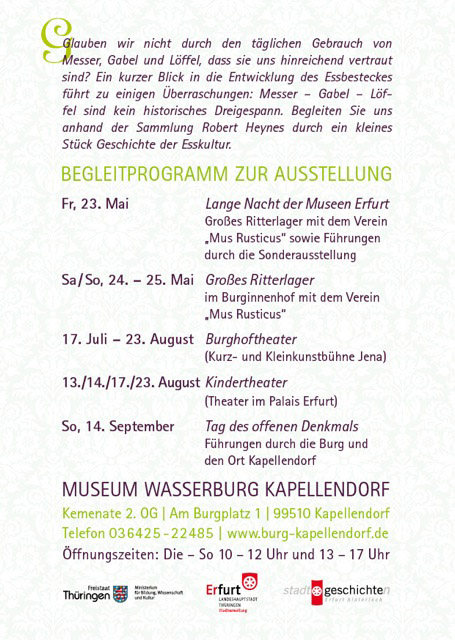 Glauben wir nicht durch den täglichen Gebrauch von
Messer, Gabel und Löffel, dass sie uns hinreichend vertraut
sind? Ein kurzer Blick in die Entwicklung des Essbesteckes
führt zu einigen Überraschungen: Messer – Gabel – Löf-
fel sind kein historisches Dreigespann. Begleiten Sie uns
anhand der Sammlung Robert Heynes durch ein kleines
Stück Geschichte der Esskultur.
BEGLEITPROGRAMM ZUR AUSSTELLUNG
Fr, 23. Mai Lange Nacht der Museen Erfurt
Großes Ritterlager mit dem Verein
„Mus Rusticus“ sowie Führungen
durch die Sonderausstellung
Sa/So, 24. – 25. Mai Großes Ritterlager
im Burginnenhof mit dem Verein
„Mus Rusticus“
17. Juli – 23. August Burghoftheater
(Kurz- und Kleinkunstbühne Jena)
13./14./17./23. August Kindertheater
(Theater im Palais Erfurt)
So, 14. September Tag des offenen Denkmals
Führungen durch die Burg und
den Ort Kapellendorf
MUSEUM WASSERBURG KAPELLENDORF
Kemenate 2. OG | Am Burgplatz 1 | 99510 Kapellendorf
Telefon 036425-22485 | www.burg-kapellendorf.de
Öffnungszeiten: Die – So 10 – 12 Uhr und 13 – 17 Uhr
Freistaat
Thüringen
Ministerium
für Bildung, Wissenschaft
und Kultur
Erfurt
LANDESHAUPTSTADT
THÜRINGEN
Stadtverwaltung
stadtgeschichten
Erfurt historisch